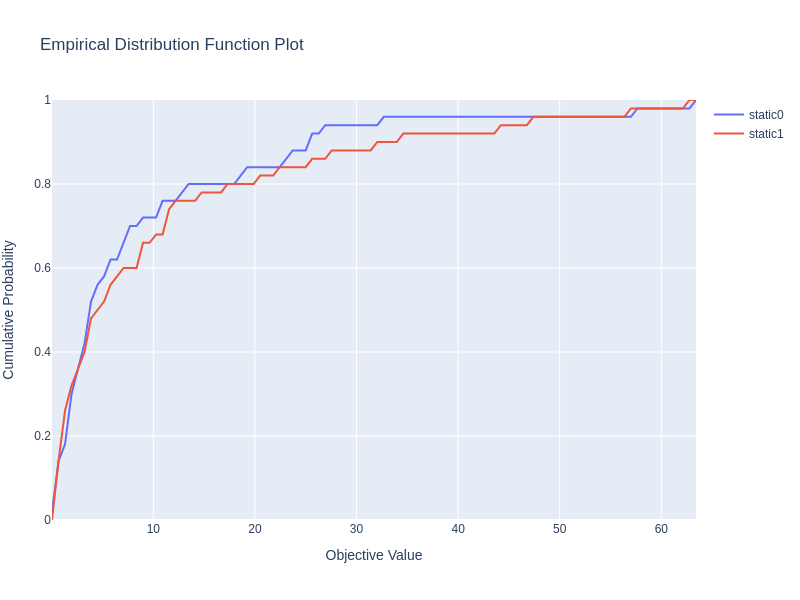 Empirical Distribution Function Plot
1
0.8
0.6
0.4
0.2
0
Cumulative Probability
10 20 30 40 50 60
Objective Value
static0
static1